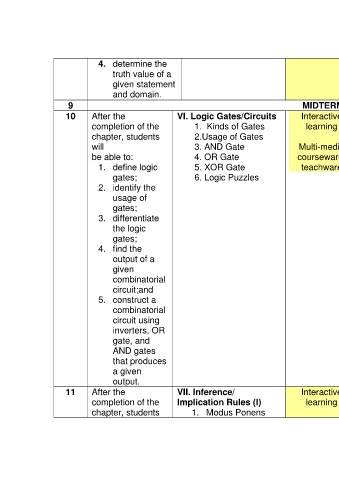 4. determine the
truth value of a
given statement
and domain.
9 MIDTERM
10 After the
completion of the
chapter, students
will
be able to:
1. define logic
gates;
2. identify the
usage of
gates;
3. differentiate
the logic
gates;
4. find the
output of a
given
combinatorial
circuit;and
5. construct a
combinatorial
circuit using
inverters, OR
gate, and
AND gates
that produces
a given
output.
VI. Logic Gates/Circuits
1. Kinds of Gates
2.Usage of Gates
3. AND Gate
4. OR Gate
5. XOR Gate
6. Logic Puzzles
Interactive
learning
Multi-medi
courseware
teachware
11 After the
completion of the
chapter, students
VII. Inference/
Implication Rules (I)
1. Modus Ponens
Interactive
learning